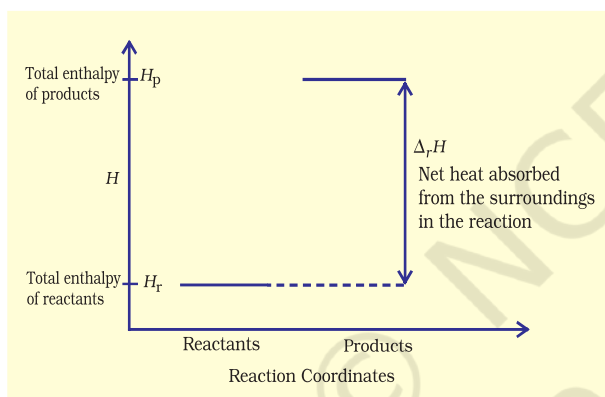 Total enthalpy
of products
Hp
H
ΔrH
Net heat absorbed
from the surroundings
in the reaction
Total enthalpy
of reactants
Hr
Reactants
Products
Reaction Coordinates
© NCE